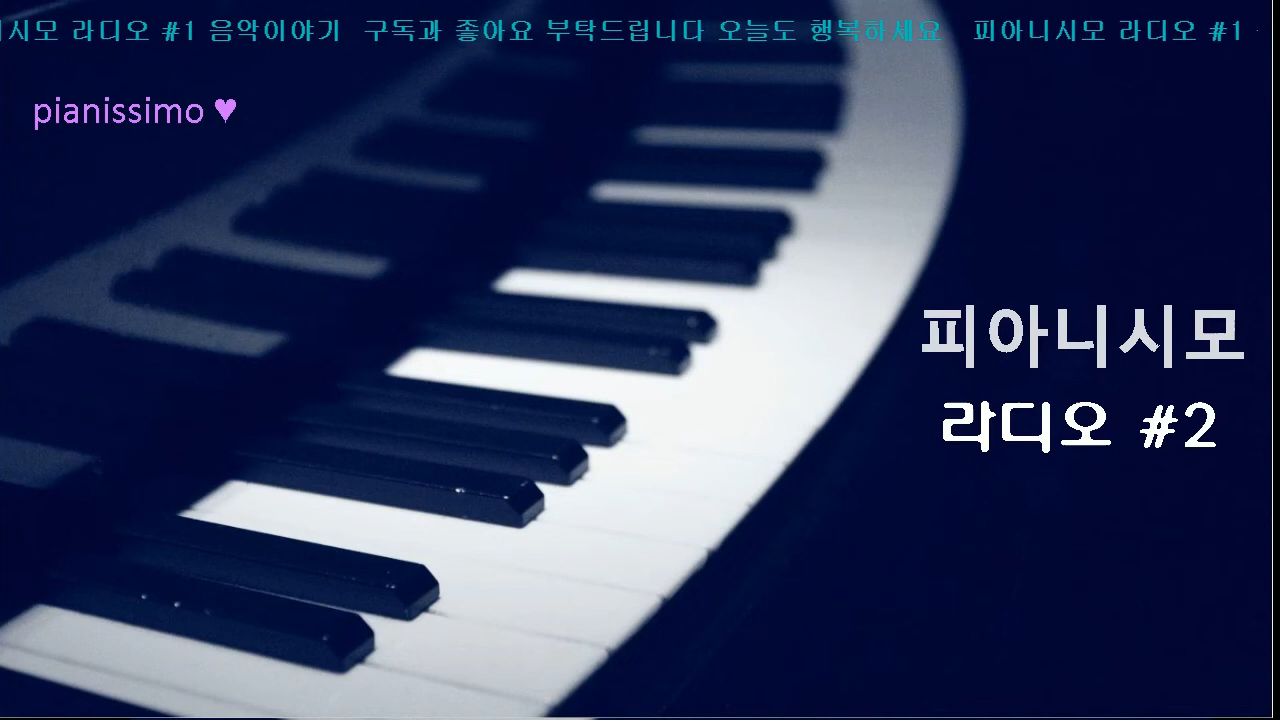 시모 라디오 #1 음악이야기 구독과 좋아요 부탁드립니다 오늘도 행복하세요 피아니시모 라디오 #1
pianissimo ♥
피아니시모
라디오 #2